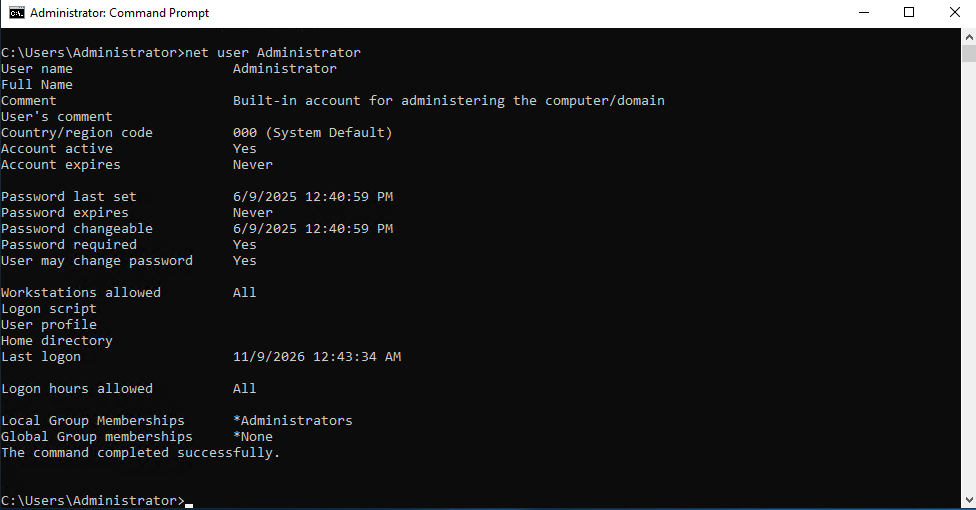 Administrator: Command Prompt
C:\Users\Administrator>net user Administrator
User name                    Administrator
Full Name
Comment                      Built-in account for administering the computer/domain
User's comment
Country/region code          000 (System Default)
Account active               Yes
Account expires              Never

Password last set            6/9/2025 12:40:59 PM
Password expires             Never
Password changeable          6/9/2025 12:40:59 PM
Password required            Yes
User may change password     Yes

Workstations allowed         All
Logon script
User profile
Home directory
Last logon                   11/9/2026 12:43:34 AM

Logon hours allowed          All

Local Group Memberships      *Administrators
Global Group memberships     *None
The command completed successfully.

C:\Users\Administrator>